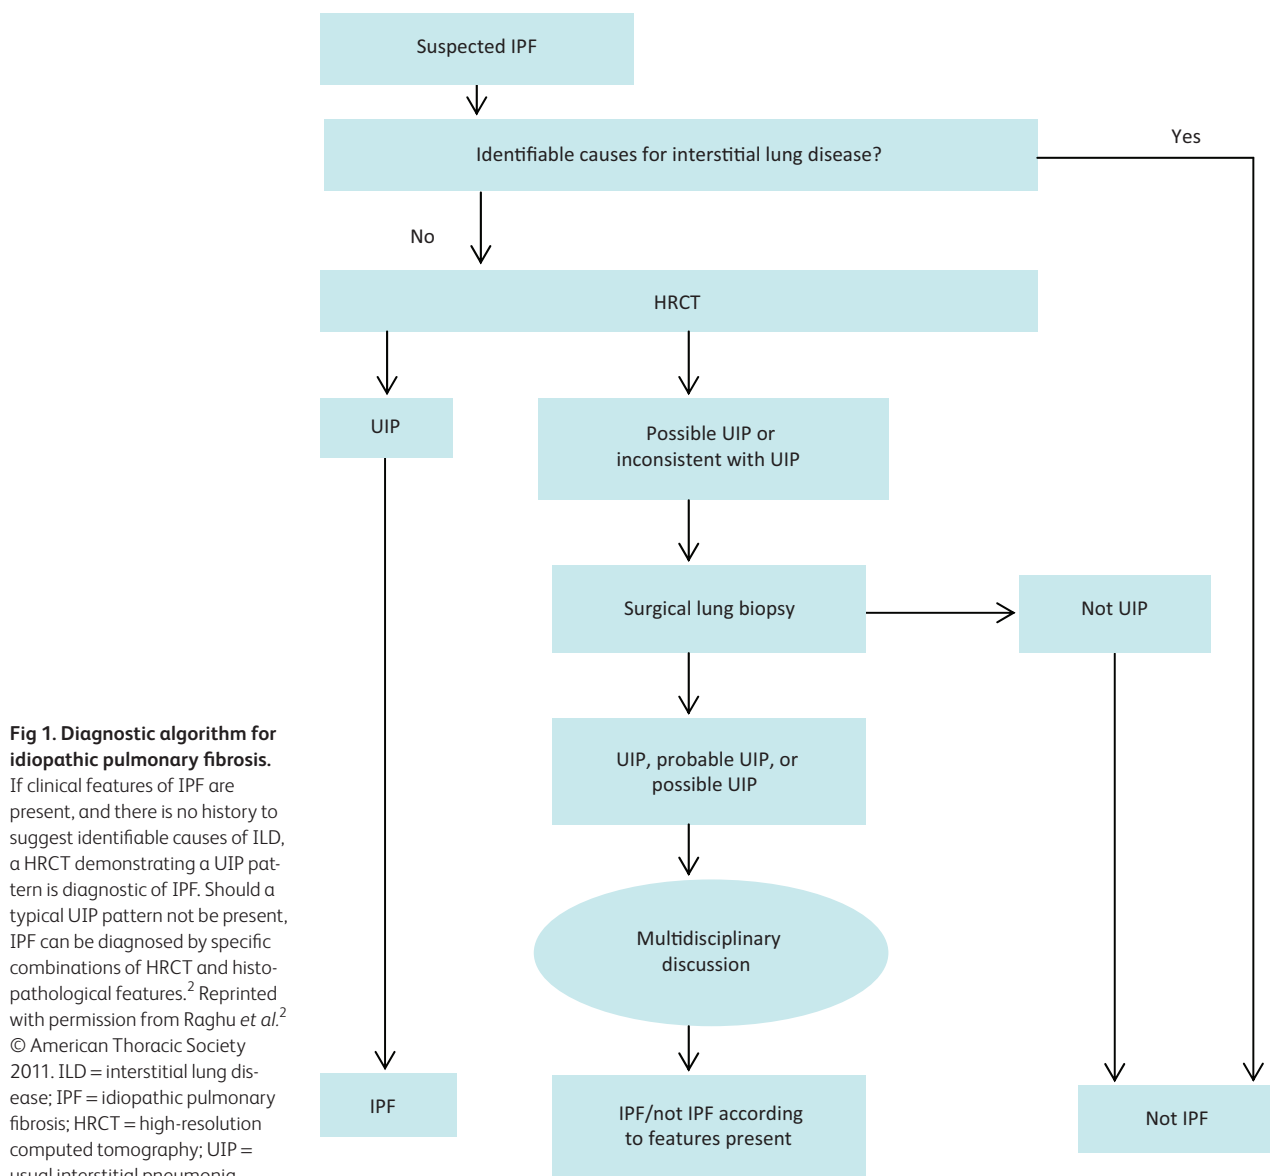 Suspected IPF
Identifiable causes for interstitial lung disease?
Yes
No
HRCT
UIP
Possible UIP or
inconsistent with UIP
Surgical lung biopsy
Not UIP
UIP, probable UIP, or
possible UIP
Multidisciplinary
discussion
IPF
IPF/not IPF according
to features present
Not IPF
Fig 1. Diagnostic algorithm for
idiopathic pulmonary fibrosis.
If clinical features of IPF are
present, and there is no history to
suggest identifiable causes of ILD,
a HRCT demonstrating a UIP pat-
tern is diagnostic of IPF. Should a
typical UIP pattern not be present,
IPF can be diagnosed by specific
combinations of HRCT and histo-
pathological features.2 Reprinted
with permission from Raghu et al.2
© American Thoracic Society
2011. ILD = interstitial lung dis-
ease; IPF = idiopathic pulmonary
fibrosis; HRCT = high-resolution
computed tomography; UIP =
usual interstitial pneumonia